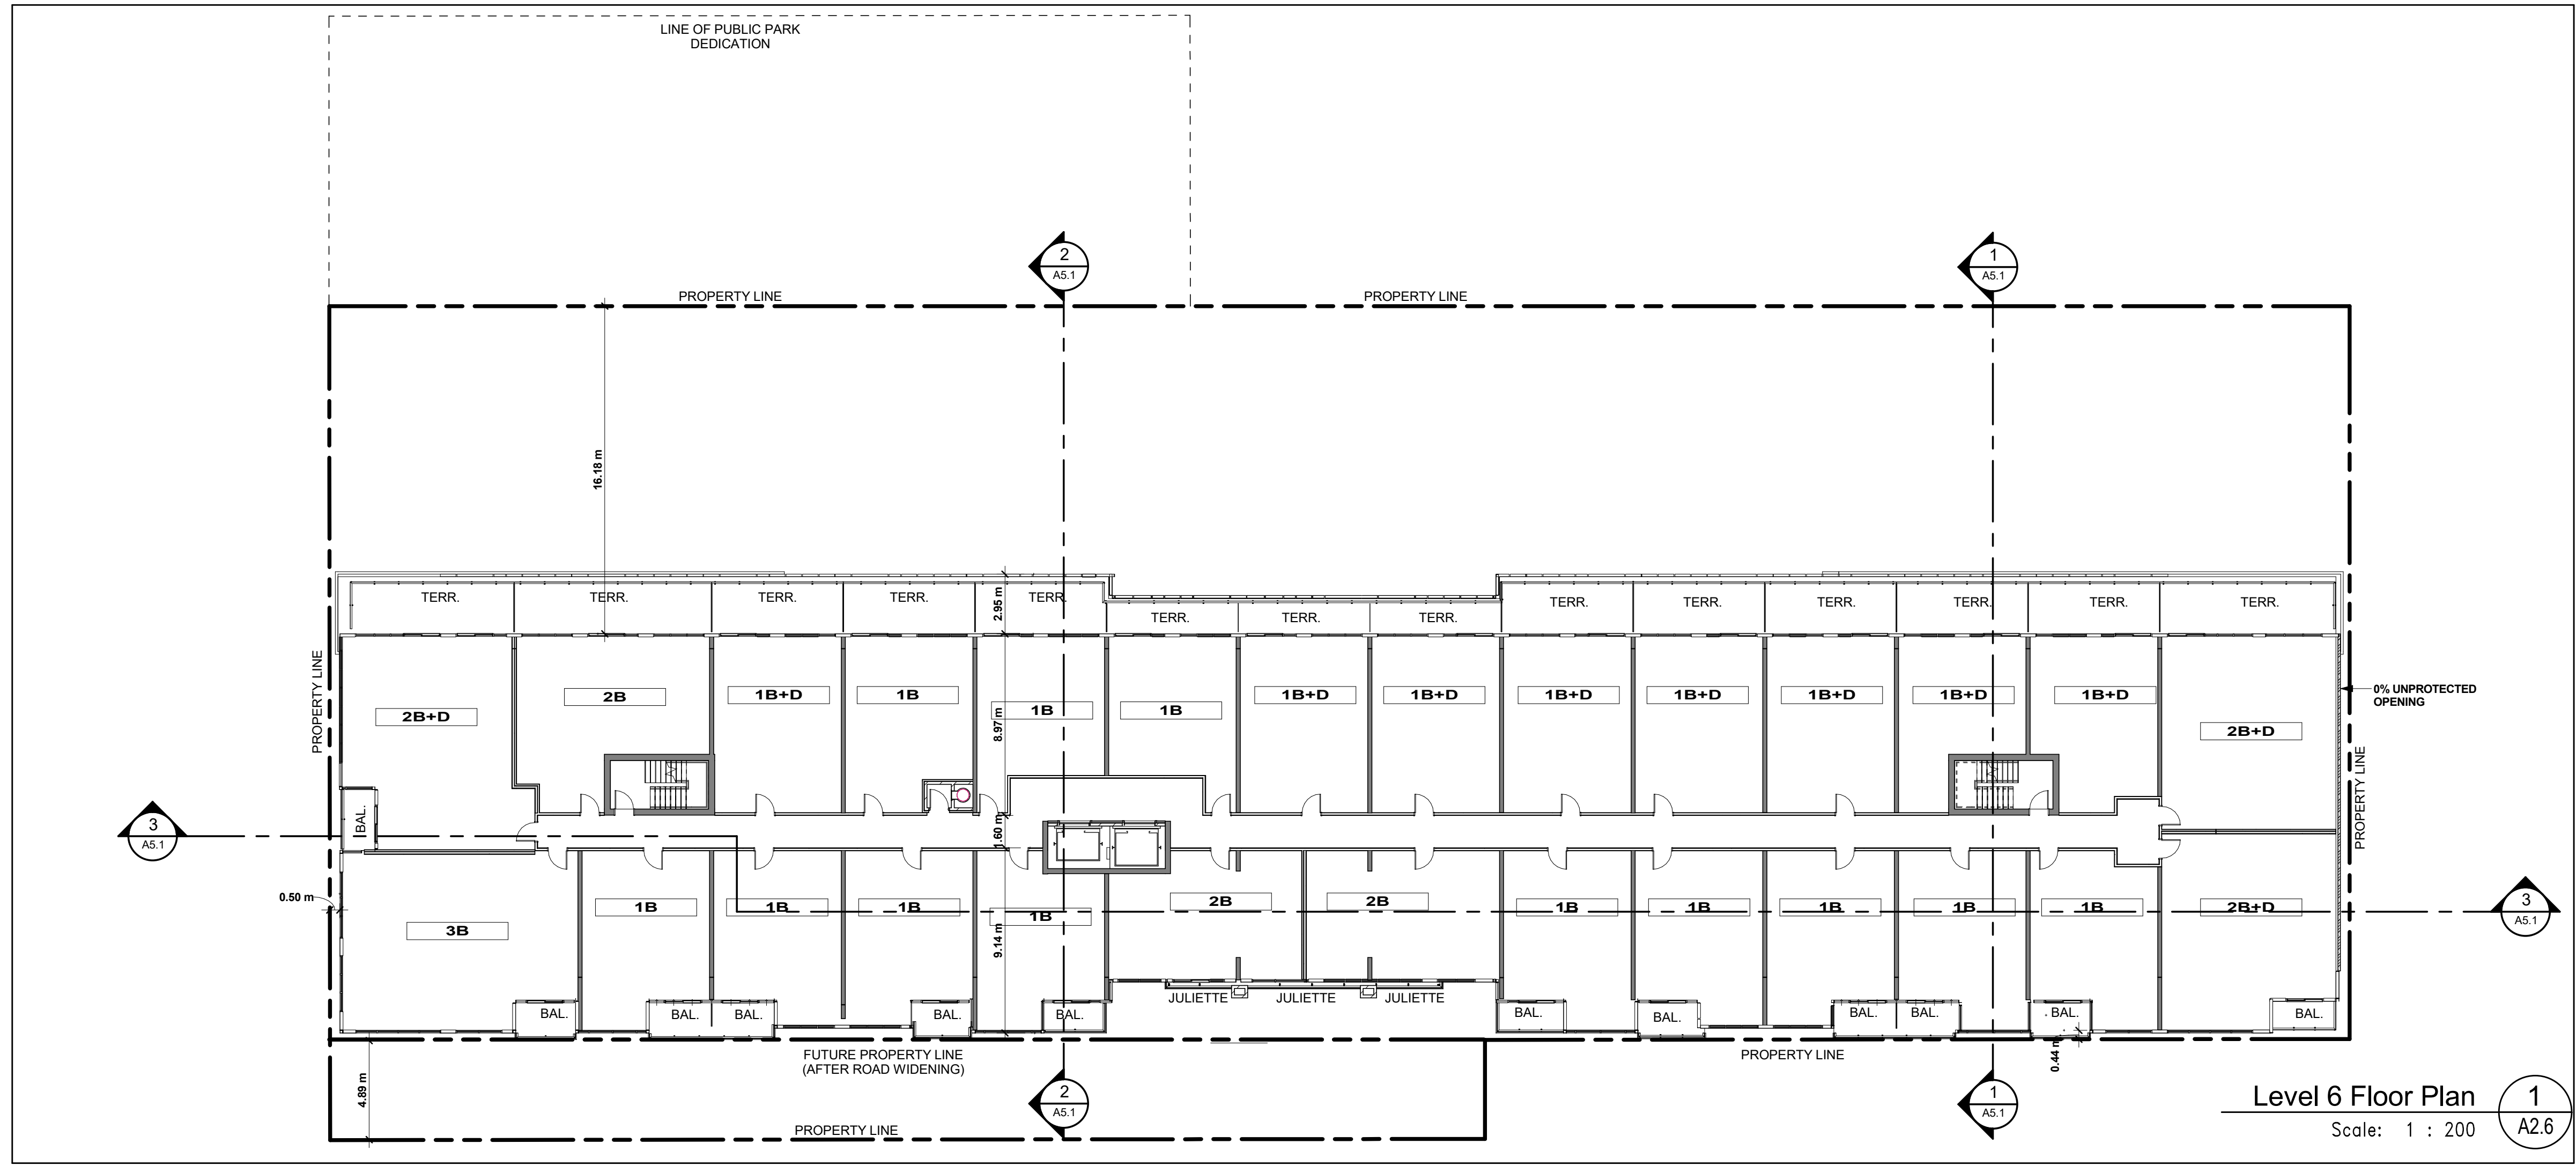 LINE OF PUBLIC PARK
DEDICATION
2
A5.1
1
A5.1
PROPERTY LINE
PROPERTY LINE
16.18 m
2.95 m
TERR.
TERR.
TERR.
TERR.
TERR.
TERR.
TERR.
TERR.
TERR.
TERR.
TERR.
TERR.
TERR.
TERR.
PROPERTY LINE
2B+D
2B
1B+D
1B
1B
1B
1B+D
1B+D
1B+D
1B+D
1B+D
1B+D
1B+D
2B+D
0% UNPROTECTED
OPENING
8.97 m
PROPERTY LINE
BAL.
3
A5.1
1.60 m
0.50 m
3B
1B
1B
1B
1B
2B
2B
1B
1B
1B
1B
1B
2B+D
3
A5.1
9.14 m
JULIETTE
JULIETTE
JULIETTE
BAL.
BAL.
BAL.
BAL.
BAL.
BAL.
BAL.
BAL.
BAL.
BAL.
BAL.
FUTURE PROPERTY LINE
(AFTER ROAD WIDENING)
PROPERTY LINE
0.44 m
4.89 m
2
A5.1
1
A5.1
PROPERTY LINE
Level 6 Floor Plan
Scale: 1 : 200
1
A2.6